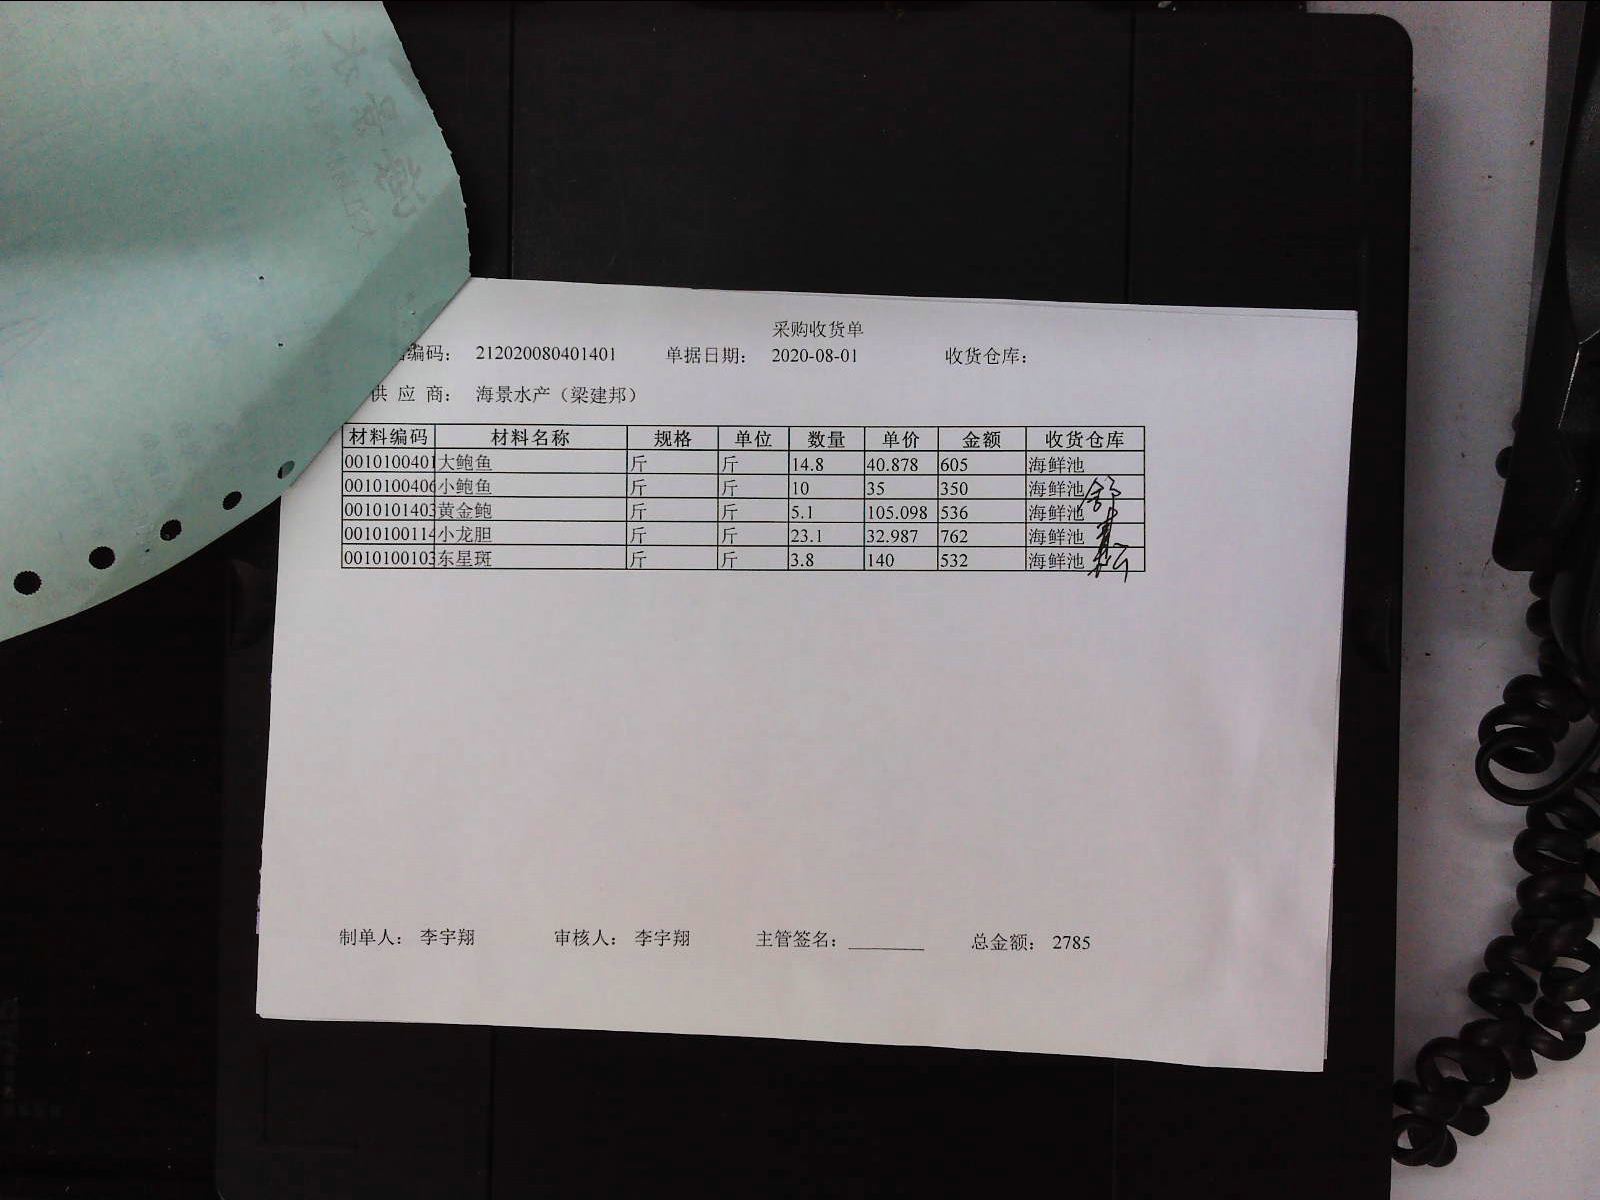 采购收货单
编码： 212020080401401 单据日期： 2020-08-01 收货仓库：
供 应 商： 海景水产（梁建邦）
材料编码 材料名称 规格 单位 数量 单价 金额 收货仓库
0010100401 大鲍鱼 斤 斤 14.8 40.878 605 海鲜池
0010100406 小鲍鱼 斤 斤 10 35 350 海鲜池
0010101403 黄金鲍 斤 斤 5.1 105.098 536 海鲜池
0010100114 小龙胆 斤 斤 23.1 32.987 762 海鲜池
0010100103 东星斑 斤 斤 3.8 140 532 海鲜池
制单人： 李宇翔 审核人： 李宇翔 主管签名：________ 总金额： 2785